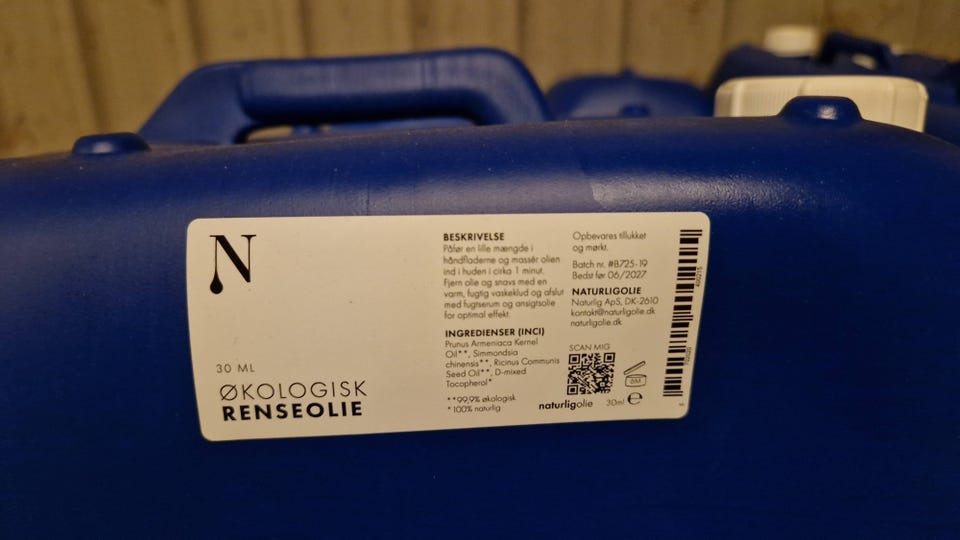 N
30 ML
ØKOLOGISK
RENSEOLIE
BESKRIVELSE
Påfør en lille mængde i
håndfladerne og massér olien
ind i huden i cirka 1 minut.
Fjern olie og snavs med en
varm, fugtig vaskeklud og afslut
med fugtserum og ansigtsolie
for optimal effekt.
INGREDIENSER (INCI)
Prunus Armeniaca Kernel
Oil**, Simmondsia
chinensis**, Ricinus Communis
Seed Oil**, D-mixed
Tocopherol*
**99,9% økologisk
* 100% naturlig
Opbevares tillukket
og mørkt.
Batch nr. #B725-19
Bedst før 06/2027
NATURLIGOLIE
Naturlig ApS, DK-2610
kontakt@naturligolie.dk
naturligolie.dk
SCAN MIG
6M
naturligolie 30ml e